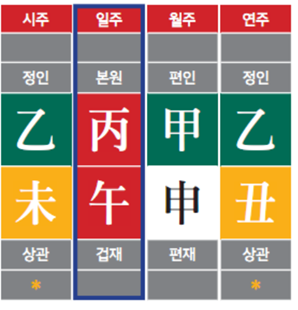 시주 일주 월주 연주
정인 본원 편인 정인
乙 丙 甲 乙
未 午 申 丑
상관 겁재 편재 상관
* *